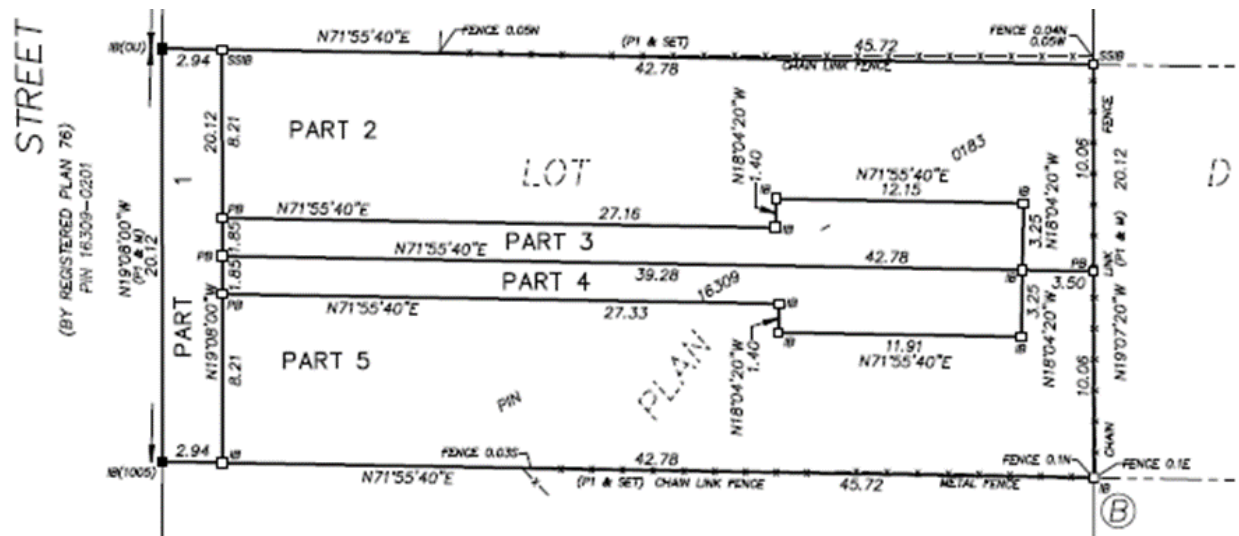 STREET
(BY REGISTERED PLAN 76)
PIN 16309-0201
N19°08'00"W
(P1 & M)
20.12
IB(OU)
2.94
SSIB
N71°55'40"E
FENCE 0.05N
(P1 & SET)
45.72
42.78
CHAIN LINK FENCE
FENCE 0.04N
0.05W
SSIB
PART 1
20.12
8.21
PART 2
LOT
N18°04'20"W
1.40
0183
N71°55'40"E
12.15
IB
IB
IB
N18°04'20"W
3.25
10.06
FENCE
20.12
D
PB
N71°55'40"E
27.16
1.85
PART 3
PB
N71°55'40"E
42.78
39.28
IB
PB
3.50
LINK
(P1 & M)
1.85
PART 4
16309
PB
N71°55'40"E
27.33
IB
N19°08'00"W
8.21
PART 5
PLAN
PIN
N18°04'20"W
1.40
IB
11.91
N71°55'40"E
IB
3.25
N18°04'20"W
10.06
N19°07'20"W
CHAIN
2.94
IB
IB(1005)
N71°55'40"E
FENCE 0.03S
42.78
(P1 & SET)
CHAIN LINK FENCE
45.72
METAL FENCE
FENCE 0.1N
FENCE 0.1E
IB
B